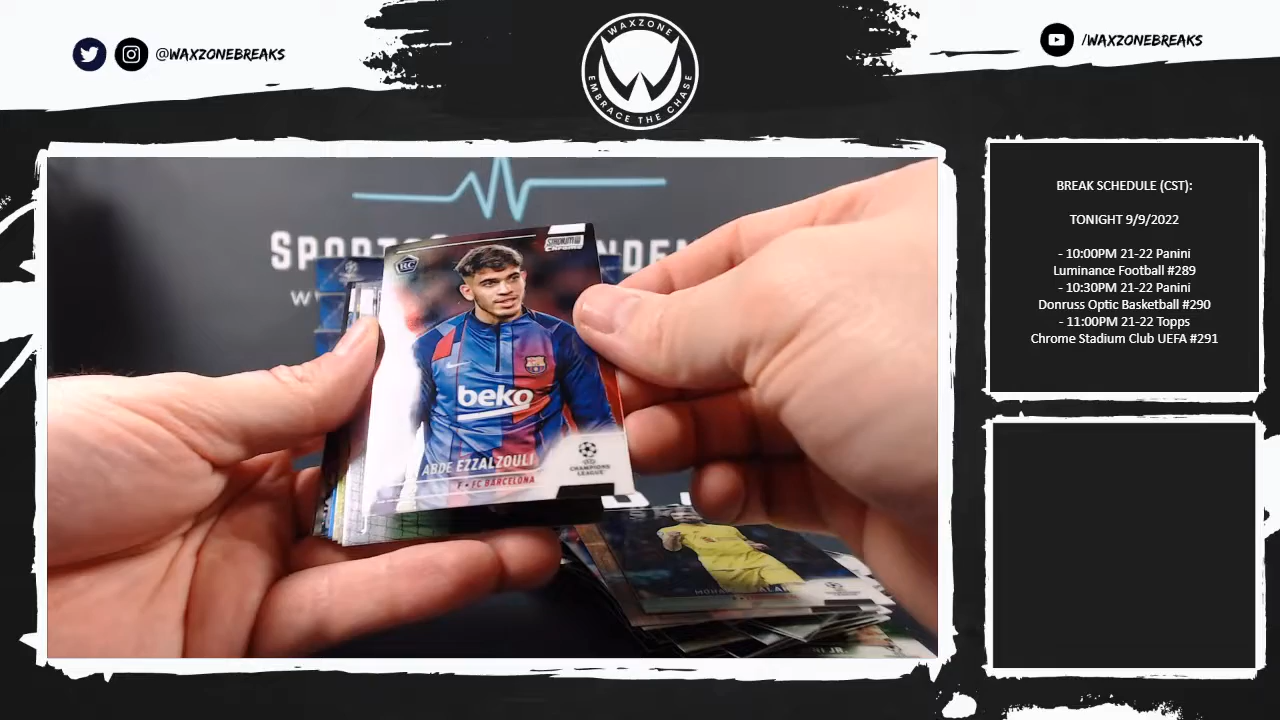 @WAXZONEBREAKS
WAXZONE
EMBRACE THE CHASE
/WAXZONEBREAKS
BREAK SCHEDULE (CST):
TONIGHT 9/9/2022
- 10:00PM 21-22 Panini
Luminance Football #289
- 10:30PM 21-22 Panini
Donruss Optic Basketball #290
- 11:00PM 21-22 Topps
Chrome Stadium Club UEFA #291
RC
STADIUM
CHROME
beko
ABDE EZZALZOULI
F • FC BARCELONA
CHAMPIONS
LEAGUE